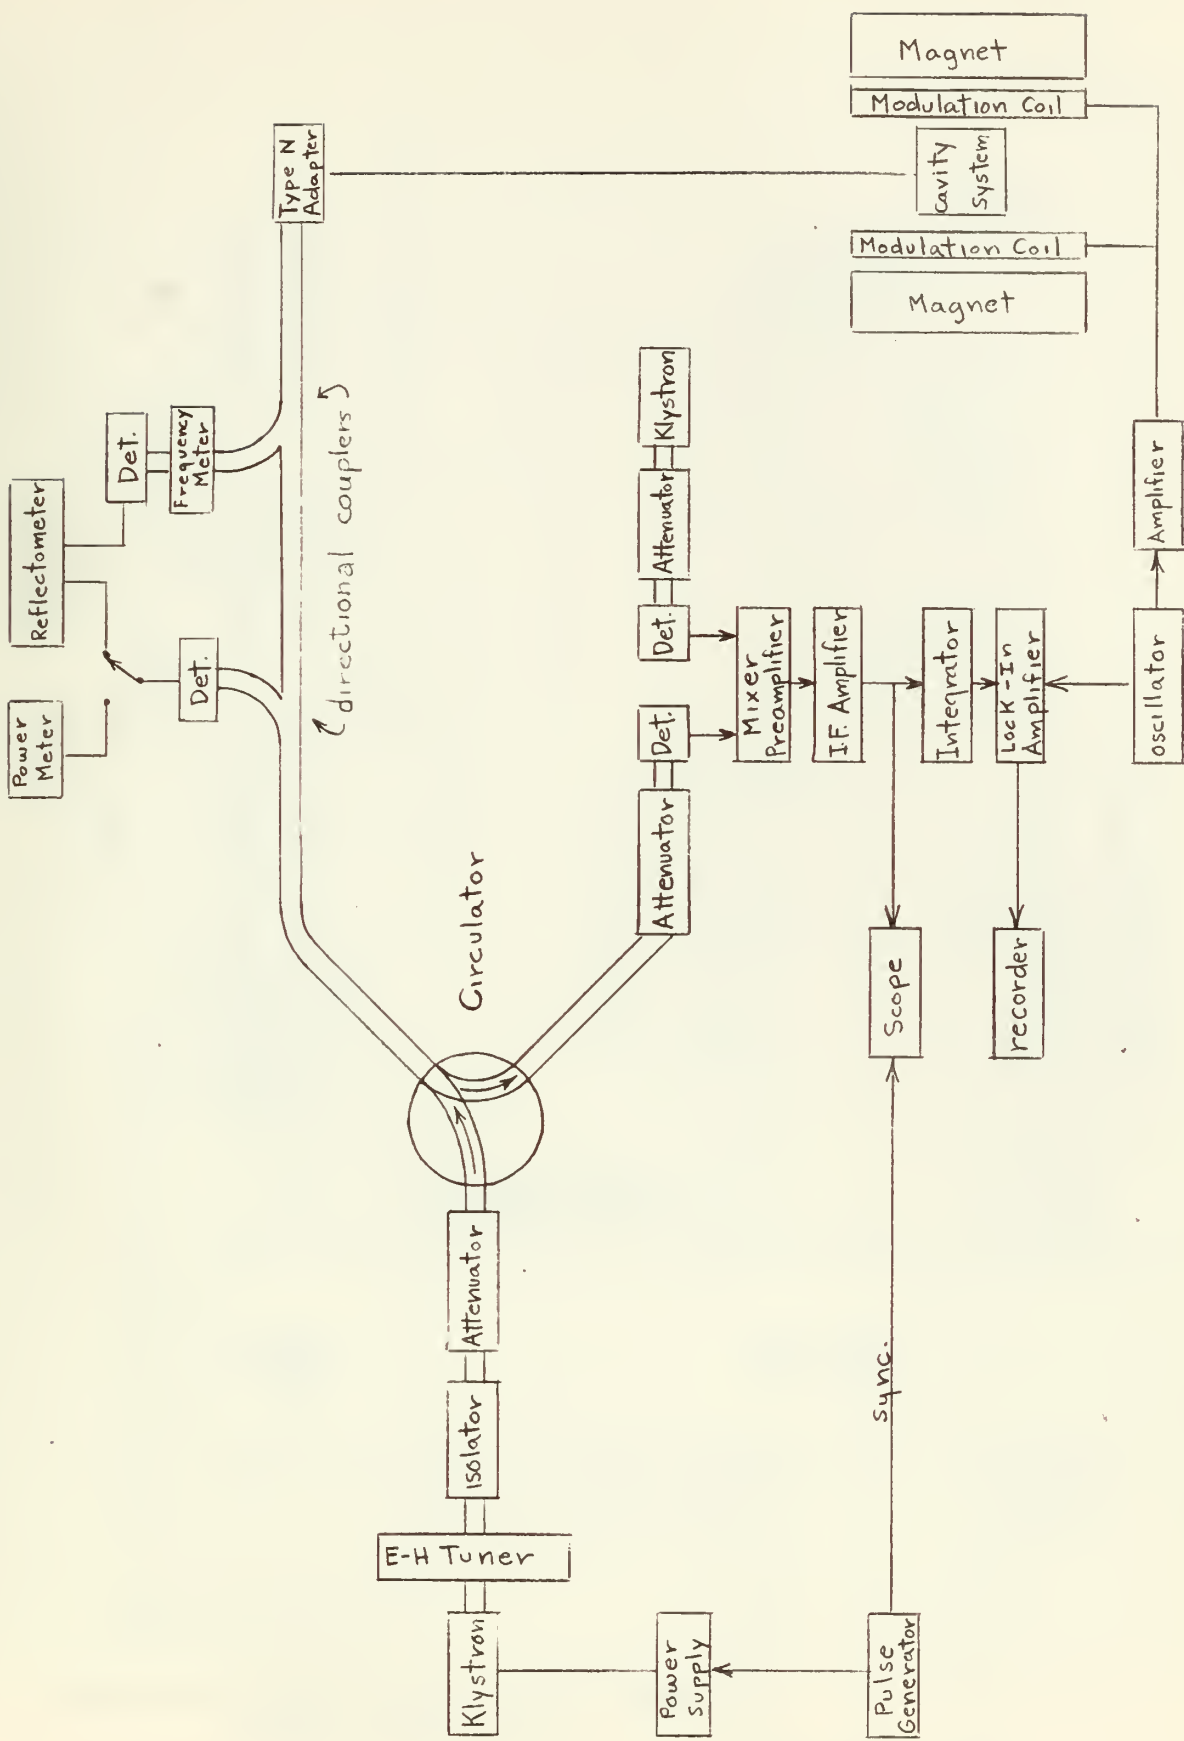 Power
Meter
Reflectometer
Det.
Det.
Frequency
Meter
Type N
Adapter
directional couplers
Circulator
Klystron
E-H Tuner
Isolator
Attenuator
Attenuator
Det.
Det.
Attenuator
Klystron
Mixer
Preamplifier
I.F. Amplifier
Integrator
Lock-In
Amplifier
Scope
recorder
Power
Supply
Pulse
Generator
Sync.
oscillator
Amplifier
Magnet
Modulation Coil
Cavity
System
Modulation Coil
Magnet